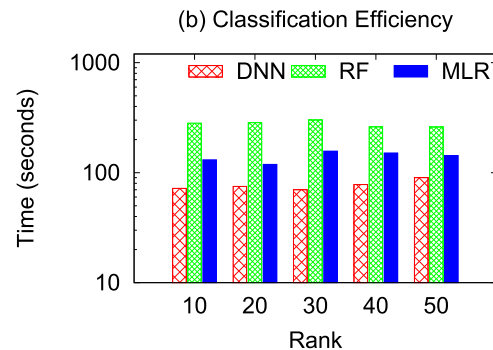 (b) Classification Efficiency
1000
DNN RF MLR
100
10
Time (seconds)
10 20 30 40 50
Rank